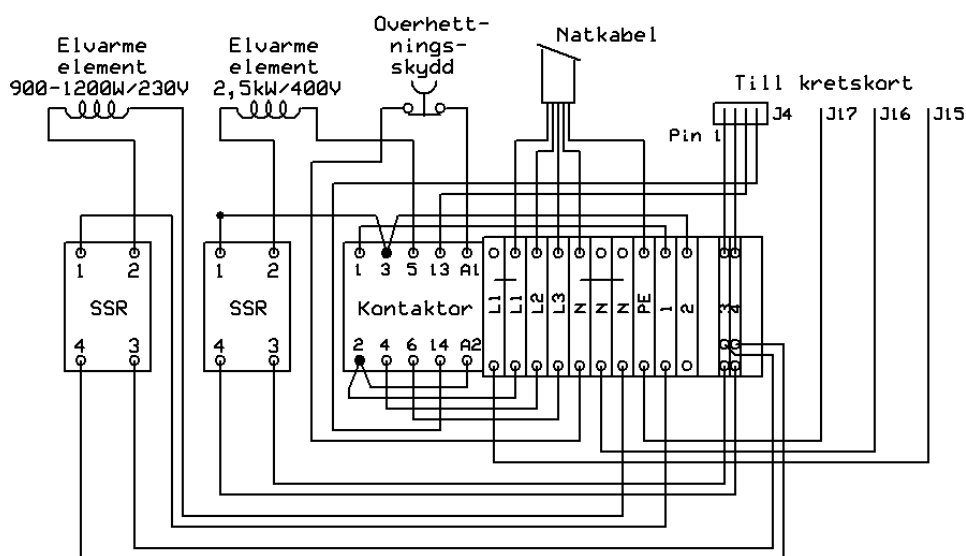 Overhett-
nings-
skydd
Elvarme
element
900-1200W/230V
Elvarme
element
2,5kW/400V
Natkabel
Till kretskort
Pin 1
J4
J17
J16
J15
1 2
SSR
4 3
1 2
SSR
4 3
1 3 5 13 A1
Kontaktor
2 4 6 14 A2
L1 L1 L2 L3 N N N PE 1 2 3 4